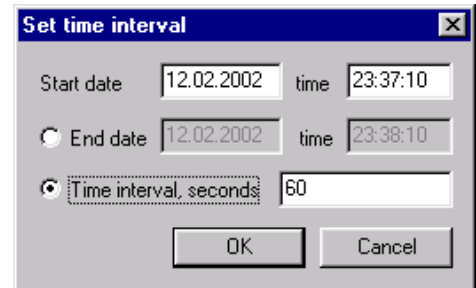 Set time interval
Start date 12.02.2002 time 23:37:10
End date 12.02.2002 time 23:38:10
Time interval, seconds 60
OK Cancel